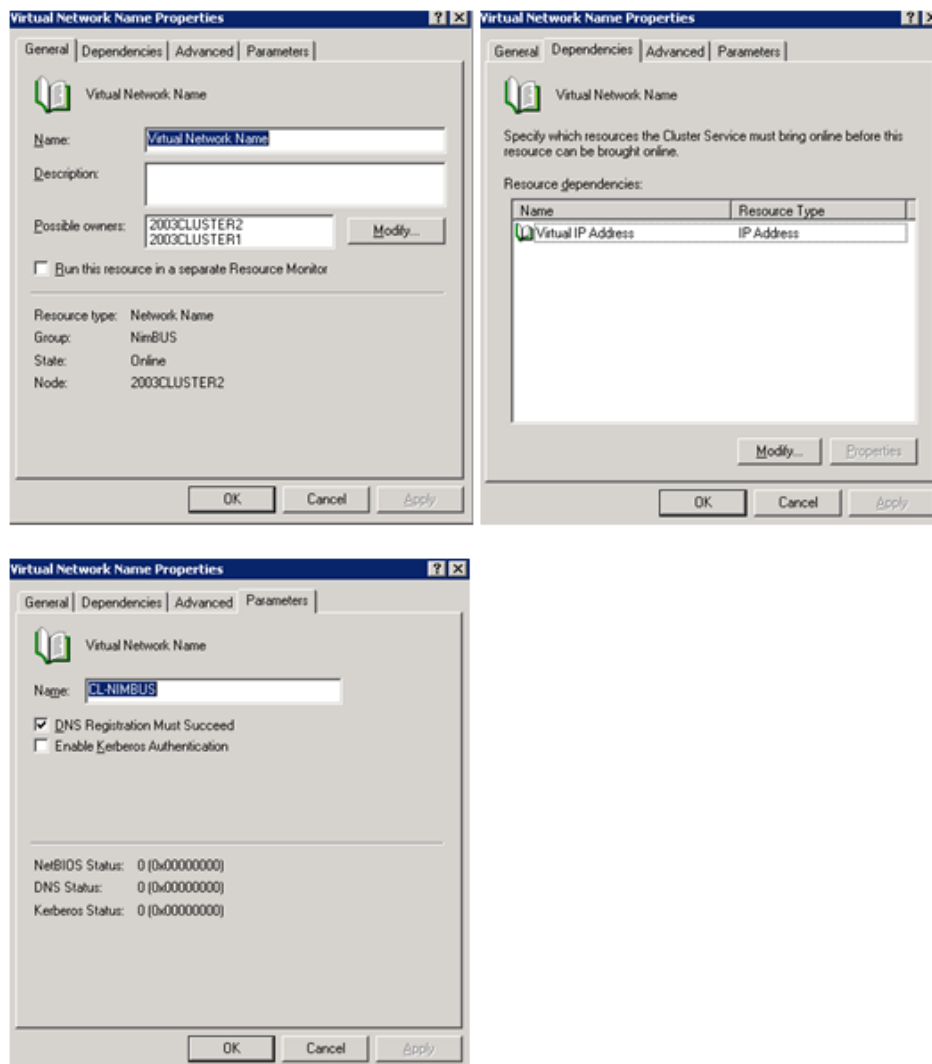 Virtual Network Name Properties
General Dependencies Advanced Parameters
Virtual Network Name
Name: Virtual Network Name
Description:
Possible owners: 2003CLUSTER2
2003CLUSTER1
Modify...
Run this resource in a separate Resource Monitor
Resource type: Network Name
Group: NimBUS
State: Online
Node: 2003CLUSTER2
OK Cancel Apply
Virtual Network Name Properties
General Dependencies Advanced Parameters
Virtual Network Name
Specify which resources the Cluster Service must bring online before this
resource can be brought online.
Resource dependencies:
Name Resource Type
Virtual IP Address IP Address
Modify... Properties
OK Cancel Apply
Virtual Network Name Properties
General Dependencies Advanced Parameters
Virtual Network Name
Name: CL-NIMBUS
DNS Registration Must Succeed
Enable Kerberos Authentication
NetBIOS Status: 0 (0x00000000)
DNS Status: 0 (0x00000000)
Kerberos Status: 0 (0x00000000)
OK Cancel Apply